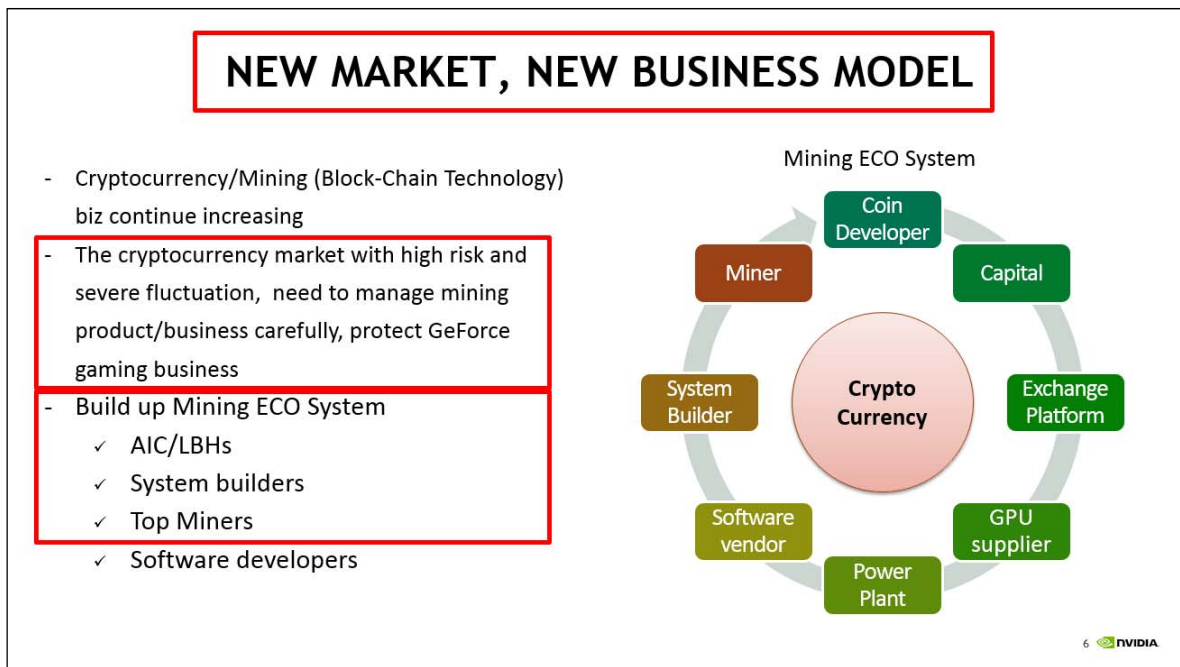 NEW MARKET, NEW BUSINESS MODEL
- Cryptocurrency/Mining (Block-Chain Technology)
biz continue increasing
- The cryptocurrency market with high risk and
severe fluctuation, need to manage mining
product/business carefully, protect GeForce
gaming business
- Build up Mining ECO System
✓ AIC/LBHs
✓ System builders
✓ Top Miners
✓ Software developers
Mining ECO System
Coin
Developer
Capital
Exchange
Platform
GPU
supplier
Power
Plant
Software
vendor
System
Builder
Miner
Crypto
Currency
6 NVIDIA